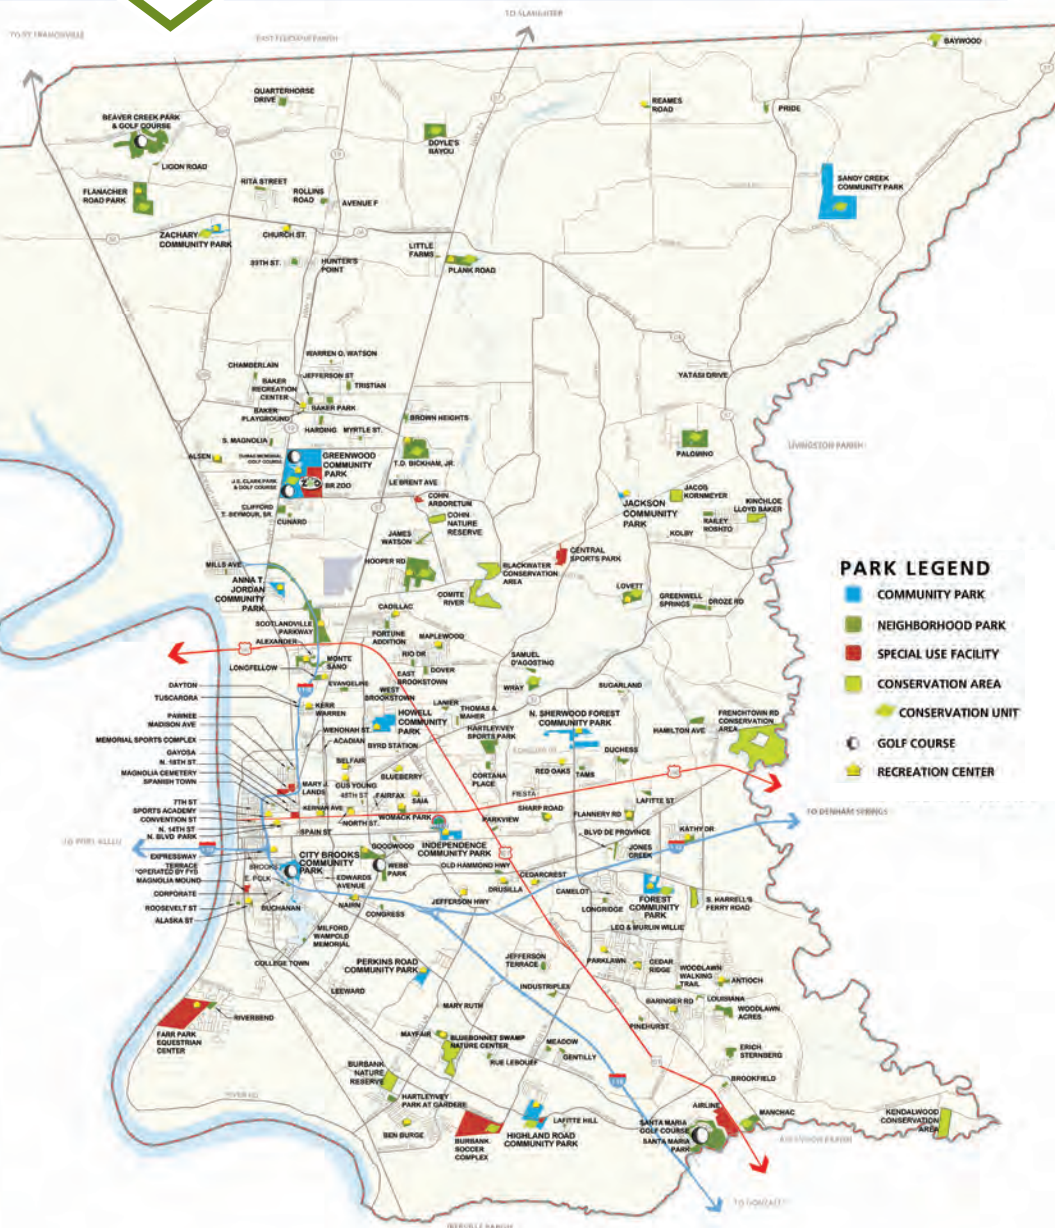 TO SLAUGHTER
TO ST FRANCISVILLE
EAST FELICIANA PARISH
BAYWOOD
QUARTERHORSE
DRIVE
REAMES
ROAD
PRIDE
BEAVER CREEK PARK
& GOLF COURSE
DOYLE'S
BAYOU
LIGON ROAD
SANDY CREEK
COMMUNITY PARK
FLANACHER
ROAD PARK
RITA STREET
ROLLINS
ROAD
AVENUE F
ZACHARY
COMMUNITY PARK
CHURCH ST.
LITTLE
FARMS
PLANK ROAD
39TH ST.
HUNTER'S
POINT
WARREN O. WATSON
CHAMBERLAIN
JEFFERSON ST
TRISTIAN
BAKER
RECREATION
CENTER
BAKER PARK
BAKER
PLAYGROUND
HARDING
MYRTLE ST.
BROWN HEIGHTS
YATASI DRIVE
S. MAGNOLIA
ALSEN
DUMAS MEMORIAL
GOLF COURSE
GREENWOOD
COMMUNITY
PARK
T.D. BICKHAM, JR.
PALOMINO
LIVINGSTON PARISH
J.S. CLARK PARK
& GOLF COURSE
ZOO
BR ZOO
LE BRENT AVE
COHN
ARBORETUM
COHN
NATURE
RESERVE
CLIFFORD
T. SEYMOUR, SR.
CUNARD
JACKSON
COMMUNITY
PARK
JACOB
KORNMEYER
KINCHLOE
LLOYD BAKER
RAILEY
ROSHTO
KOLBY
JAMES
WATSON
MILLS AVE
HOOPER RD
BLACKWATER
CONSERVATION
AREA
CENTRAL
SPORTS PARK
ANNA T.
JORDAN
COMMUNITY
PARK
COMITE
RIVER
LOVETT
GREENWELL
SPRINGS
DROZE RD
PARK LEGEND
COMMUNITY PARK
NEIGHBORHOOD PARK
SPECIAL USE FACILITY
CONSERVATION AREA
CONSERVATION UNIT
GOLF COURSE
RECREATION CENTER
SCOTLANDVILLE
PARKWAY
CADILLAC
FORTUNE
ADDITION
MAPLEWOOD
ALEXANDER
LONGFELLOW
MONTE
SANO
RIO DR
DOVER
EAST
BROOKSTOWN
SAMUEL
D'AGOSTINO
WRAY
SUGARLAND
EVANGELINE
WEST
BROOKSTOWN
DAYTON
TUSCARORA
KERR
WARREN
LANIER
THOMAS A.
MAHER
PAWNEE
MADISON AVE
WENONAH ST.
HOWELL
COMMUNITY
PARK
HARTLEY/VEY
SPORTS PARK
N. SHERWOOD FOREST
COMMUNITY PARK
HAMILTON AVE
FRENCHTOWN RD
CONSERVATION
AREA
MEMORIAL SPORTS COMPLEX
ACADIAN
BYRD STATION
GAYOSA
N. 18TH ST
BELFAIR
BLUEBERRY
DUCHESS
MAGNOLIA CEMETERY
SPANISH TOWN
MARY J.
LANDS
GUS YOUNG
CORTANA
PLACE
RED OAKS
TAMS
48TH ST
FAIRFAX
SAIA
FIESTA
LAFITTE ST
7TH ST
SPORTS ACADEMY
CONVENTION ST
KERNAN AVE
NORTH ST.
WOMACK PARK
PARKVIEW
SHARP ROAD
FLANNERY RD
TO DENHAM SPRINGS
N. 14TH ST
N. BLVD PARK
SPAIN ST
BLVD DE PROVINCE
KATHY DR
TO PORT ALLEN
GOODWOOD
INDEPENDENCE
COMMUNITY PARK
JONES
CREEK
EXPRESSWAY
TERRACE
*OPERATED BY FYS
CITY BROOKS
COMMUNITY
PARK
WEBB
PARK
OLD HAMMOND HWY
CEDARCREST
MAGNOLIA MOUND
E. POLK
EDWARDS
AVENUE
DRUSILLA
CAMELOT
CORPORATE
ROOSEVELT ST
ALASKA ST
BUCHANAN
NAIRN
CONGRESS
JEFFERSON HWY
LONGRIDGE
FOREST
COMMUNITY
PARK
S. HARRELL'S
FERRY ROAD
MILFORD
WAMPOLD
MEMORIAL
LEO & MURLIN WILLIE
COLLEGE TOWN
PERKINS ROAD
COMMUNITY PARK
JEFFERSON
TERRACE
PARKLAWN
CEDAR
RIDGE
WOODLAWN
WALKING
TRAIL
ANTIOCH
LEEWARD
INDUSTRIPLEX
BARINGER RD
LOUISIANA
WOODLAWN
ACRES
RIVERBEND
MARY RUTH
PINEHURST
FARR PARK
EQUESTRIAN
CENTER
MAYFAIR
BLUEBONNET SWAMP
NATURE CENTER
MEADOW
GENTILLY
ERICH
STERNBERG
RUE LEBOUEF
BURBANK
NATURE
RESERVE
BROOKFIELD
RIVER RD
HARTLEY/VEY
PARK AT GARDERE
AIRLINE
MANCHAC
KENDALWOOD
CONSERVATION
AREA
BEN BURGE
BURBANK
SOCCER
COMPLEX
LAFITTE HILL
HIGHLAND ROAD
COMMUNITY PARK
SANTA MARIA
GOLF COURSE
SANTA MARIA
PARK
ASCENSION PARISH
TO GONZALES
IBERVILLE PARISH